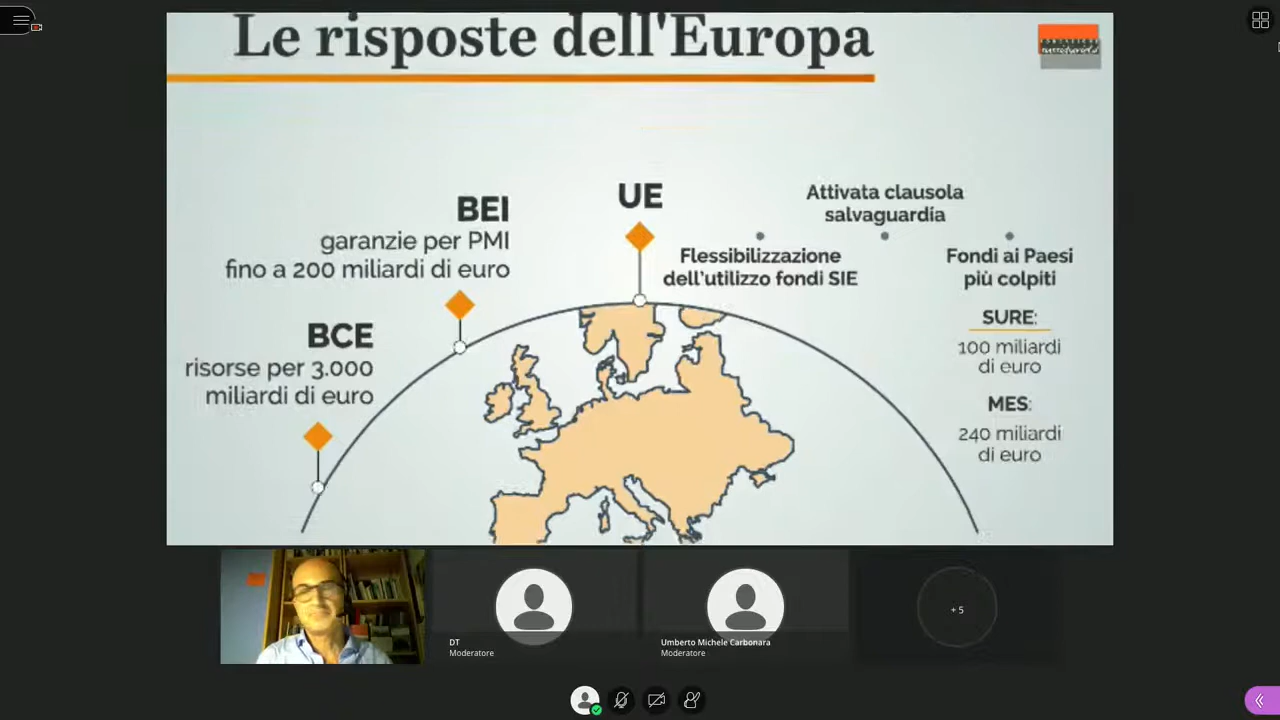 Le risposte dell'Europa
BEI
garanzie per PMI
fino a 200 miliardi di euro
BCE
risorse per 3.000
miliardi di euro
UE
Flessibilizzazione
dell'utilizzo fondi SIE
Attivata clausola
salvaguardia
Fondi ai Paesi
più colpiti
SURE:
100 miliardi
di euro
MES:
240 miliardi
di euro
DT
Moderatore
Umberto Michele Carbonara
Moderatore
+ 5